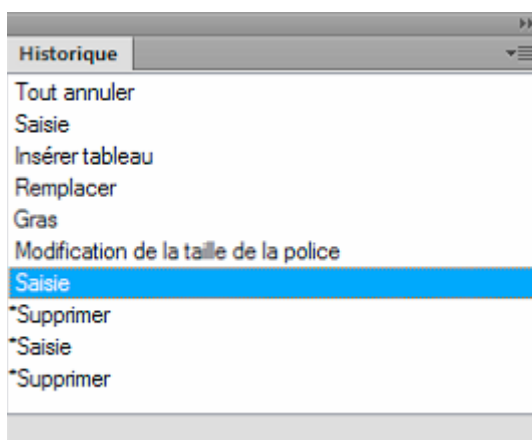 Historique
Tout annuler
Saisie
Insérer tableau
Remplacer
Gras
Modification de la taille de la police
Saisie
*Supprimer
*Saisie
*Supprimer